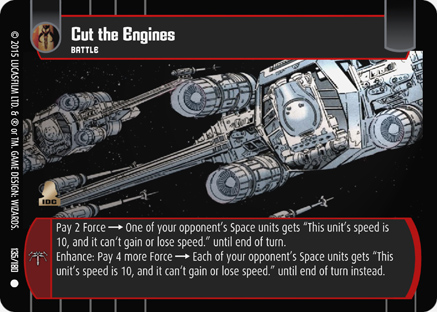 Cut the Engines
BATTLE
© 2015 LUCASFILM LTD. & ® or TM. GAME DESIGN: WIZARDS.
IDC
Pay 2 Force → One of your opponent's Space units gets "This unit's speed is
10, and it can't gain or lose speed." until end of turn.
Enhance: Pay 4 more Force → Each of your opponent's Space units gets "This
unit's speed is 10, and it can't gain or lose speed." until end of turn instead.
135/180